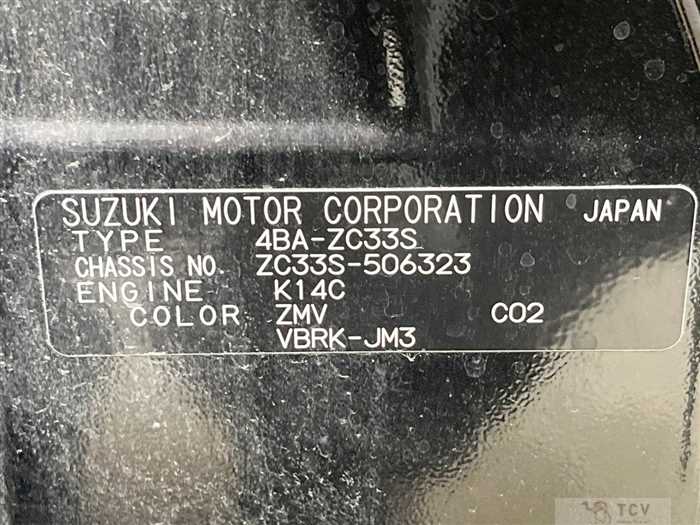 SUZUKI MOTOR CORPORATION JAPAN
TYPE 4BA-ZC33S
CHASSIS NO. ZC33S-506323
ENGINE K14C
COLOR ZMV C02
VBRK-JM3
TCV